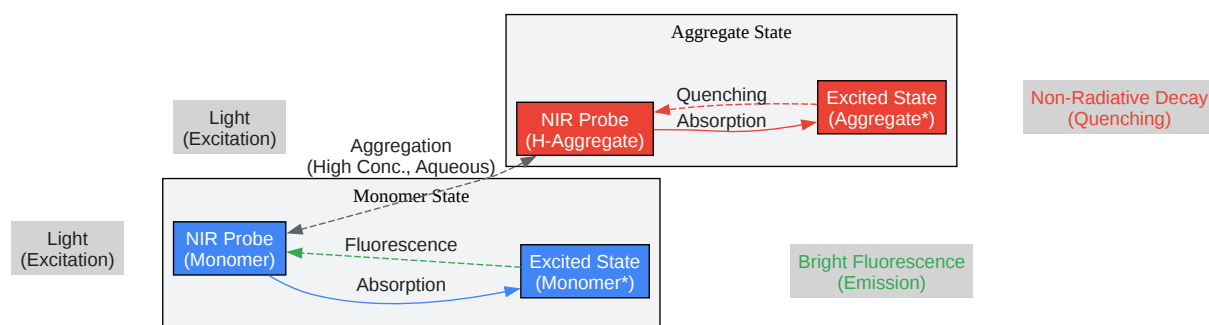 Aggregate State
Quenching
Absorption
NIR Probe
(H-Aggregate)
Excited State
(Aggregate*)
Non-Radiative Decay
(Quenching)
Light
(Excitation)
Aggregation
(High Conc., Aqueous)
Monomer State
Light
(Excitation)
NIR Probe
(Monomer)
Fluorescence
Absorption
Excited State
(Monomer*)
Bright Fluorescence
(Emission)